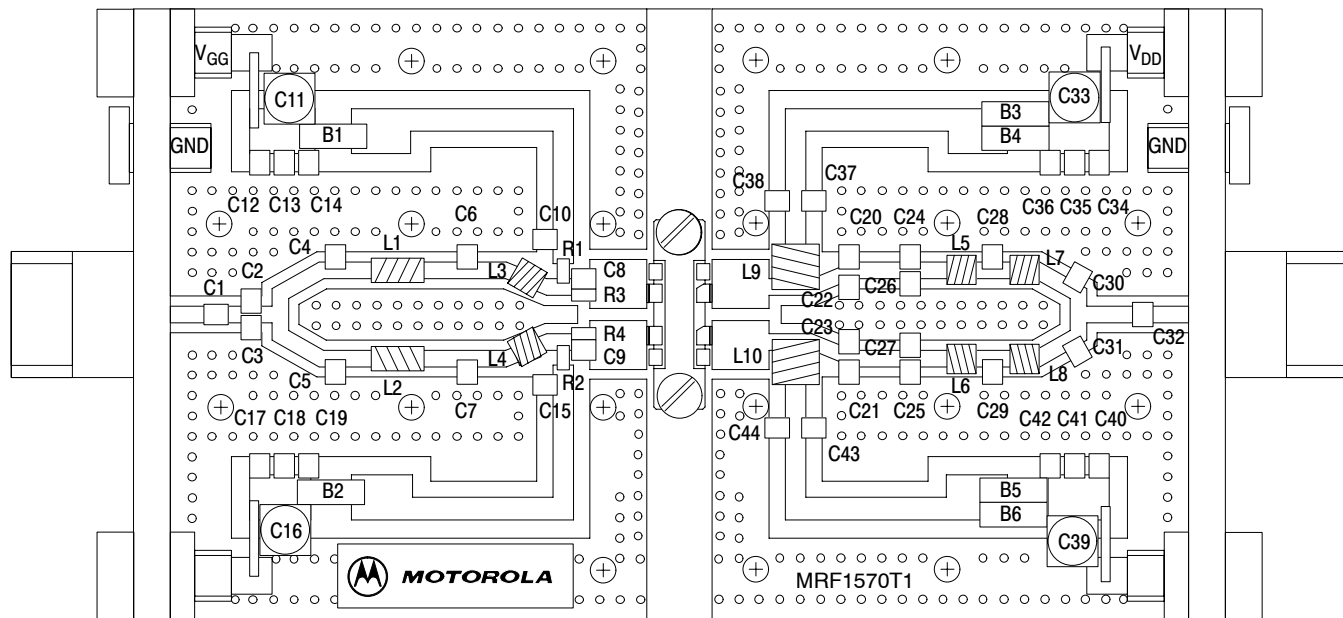 V_GG
V_DD
C11
C33
B1
B3
B4
GND
GND
C38
C37
C12 C13 C14
C6
C10
C20 C24 C28
C36 C35 C34
C4
L1
R1
L5
L7
C2
L3
C8
L9
C30
C1
R3
C22
C26
C3
R4
C23
C27
C32
C31
C5
L4
C9
L10
L2
R2
L6
L8
C17 C18 C19
C7
C15
C21 C25 C29
C42 C41 C40
C44
C43
B2
B5
B6
C16
C39
MOTOROLA
MRF1570T1